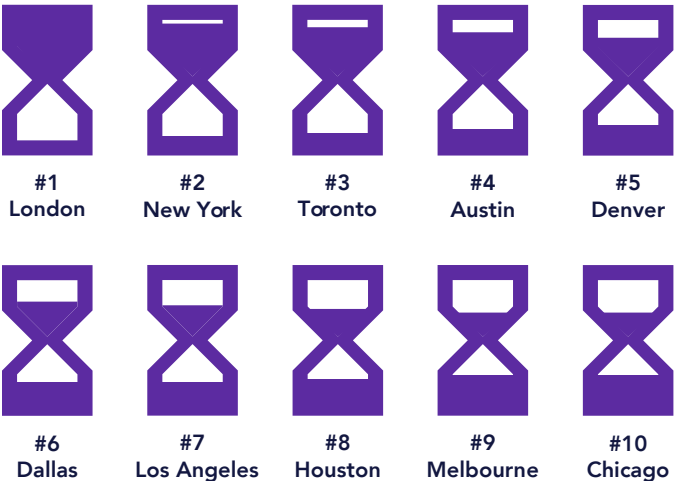 #1
London
#2
New York
#3
Toronto
#4
Austin
#5
Denver
#6
Dallas
#7
Los Angeles
#8
Houston
#9
Melbourne
#10
Chicago